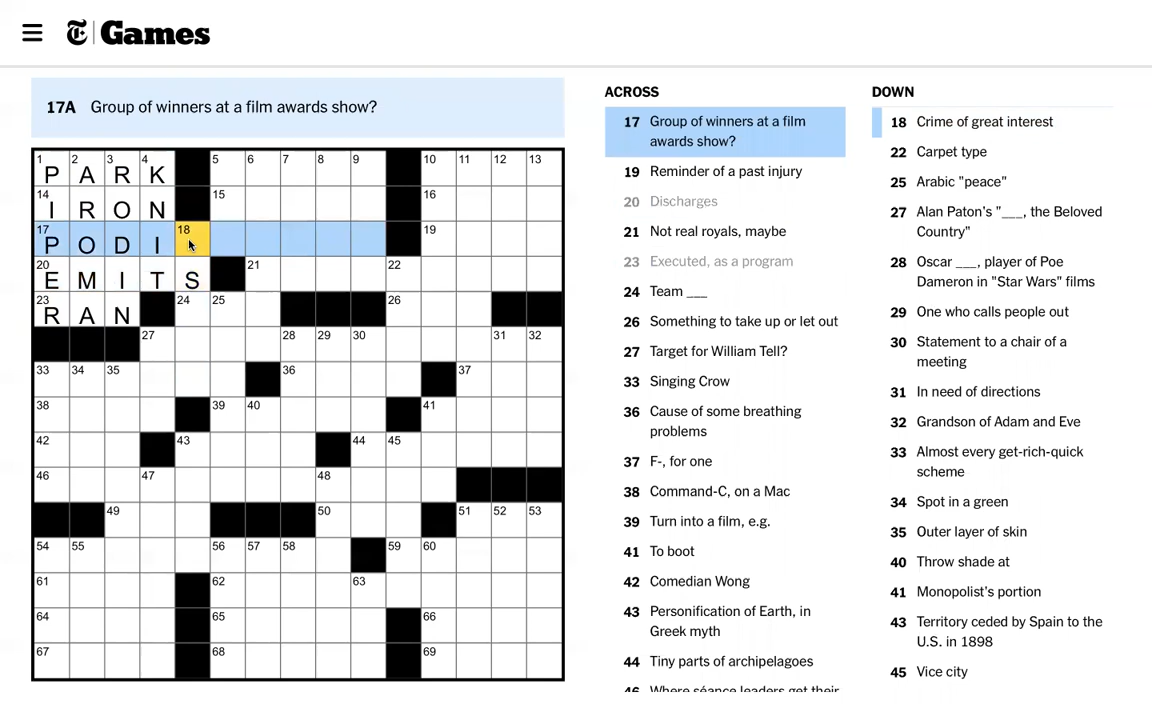 T Games
17A Group of winners at a film awards show?
1 2 3 4 5 6 7 8 9 10 11 12 13
P A R K
14 15 16
I R O N
17 18 19
P O D I
20 21 22
E M I T S
23 24 25 26
R A N
27 28 29 30 31 32
33 34 35 36 37
38 39 40 41
42 43 44 45
46 47 48
49 50 51 52 53
54 55 56 57 58 59 60
61 62 63
64 65 66
67 68 69
ACROSS
17 Group of winners at a film
awards show?
19 Reminder of a past injury
20 Discharges
21 Not real royals, maybe
23 Executed, as a program
24 Team ___
26 Something to take up or let out
27 Target for William Tell?
33 Singing Crow
36 Cause of some breathing
problems
37 F-, for one
38 Command-C, on a Mac
39 Turn into a film, e.g.
41 To boot
42 Comedian Wong
43 Personification of Earth, in
Greek myth
44 Tiny parts of archipelagoes
46 Where séance leaders get their
DOWN
18 Crime of great interest
22 Carpet type
25 Arabic "peace"
27 Alan Paton's "___, the Beloved
Country"
28 Oscar ___, player of Poe
Dameron in "Star Wars" films
29 One who calls people out
30 Statement to a chair of a
meeting
31 In need of directions
32 Grandson of Adam and Eve
33 Almost every get-rich-quick
scheme
34 Spot in a green
35 Outer layer of skin
40 Throw shade at
41 Monopolist's portion
43 Territory ceded by Spain to the
U.S. in 1898
45 Vice city